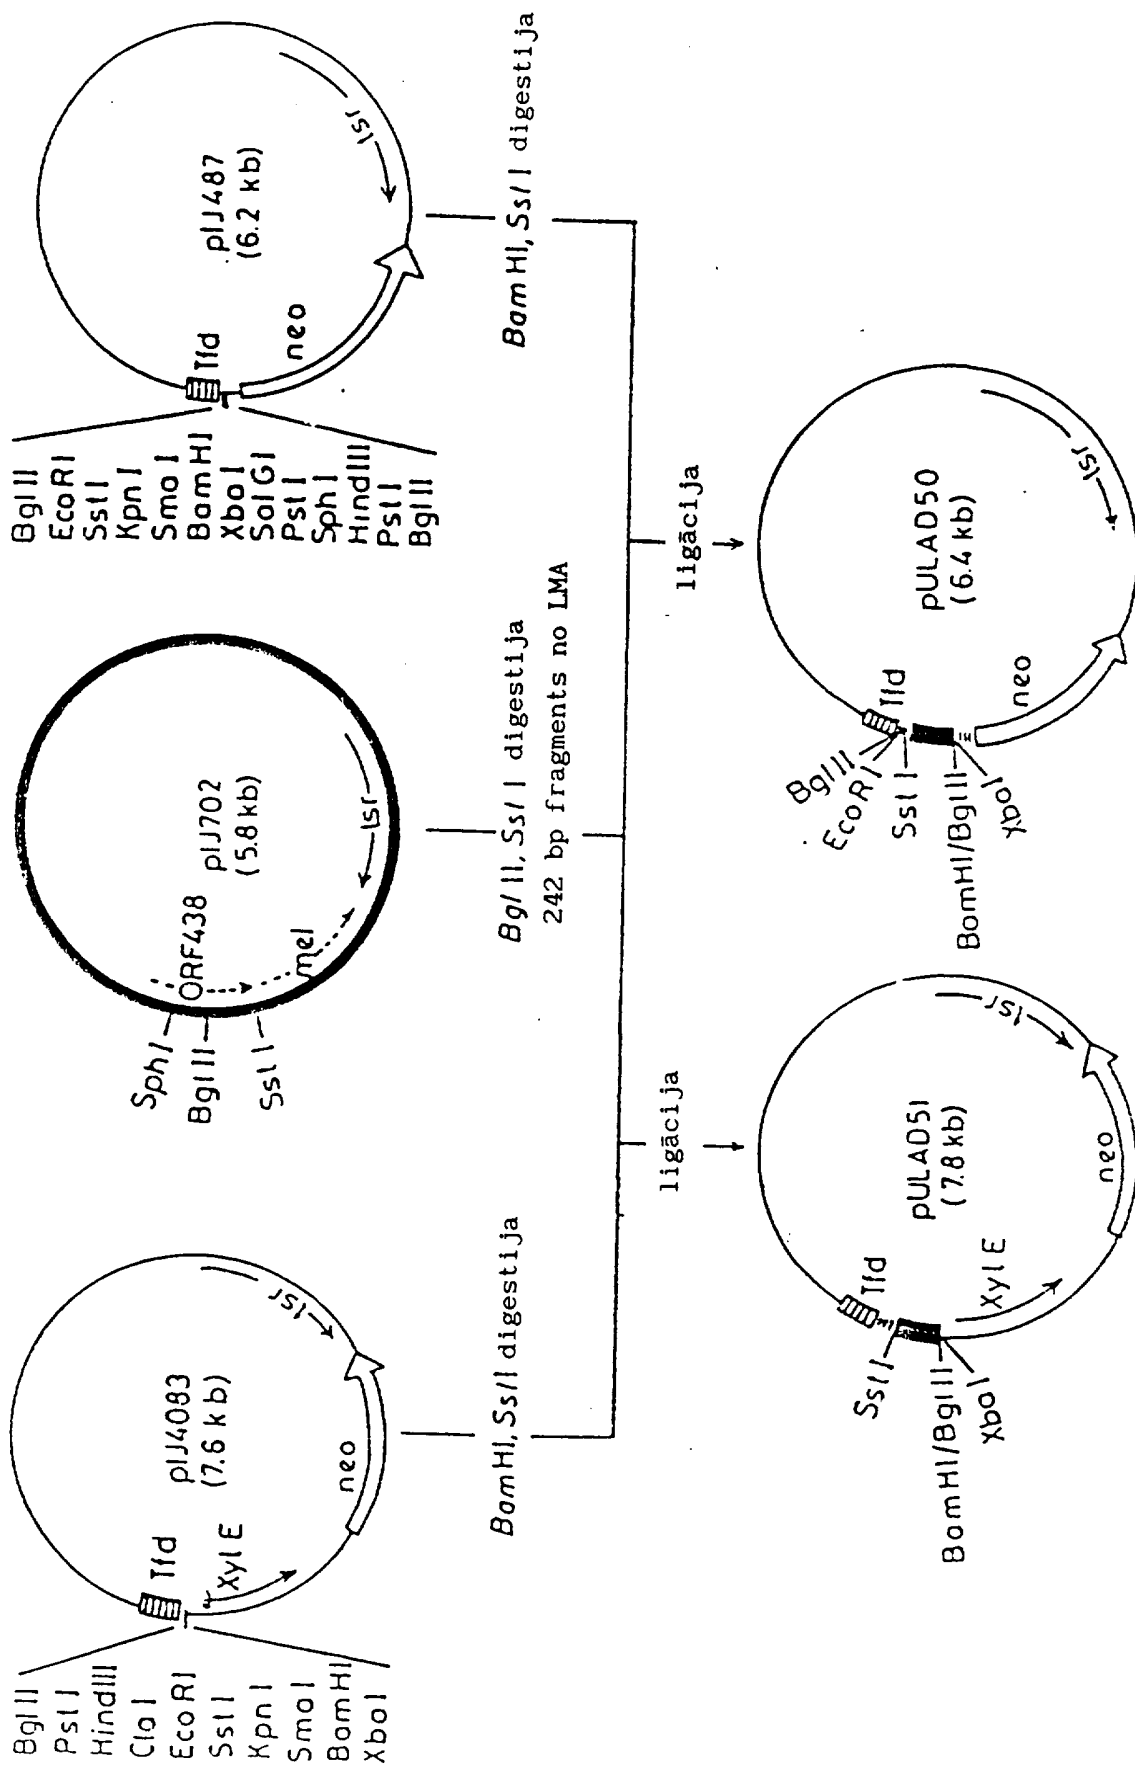 BglII
PstI
HindIII
ClaI
EcoRI
SstI
KpnI
SmaI
BamHI
XbaI
Tfd
XylE
pIJ4083
(7.6 kb)
neo
tsr
BamHI, SstI digestija
SphI
BglII
SstI
ORF438
mel
pIJ702
(5.8 kb)
tsr
BglII, SstI digestija
242 bp fragments no LMA
BglII
EcoRI
SstI
KpnI
SmaI
BamHI
XbaI
SalGI
PstI
SphI
HindIII
PstI
BglII
Tfd
neo
pIJ487
(6.2 kb)
tsr
BamHI, SstI digestija
ligācija
ligācija
Tfd
SstI
BamHI/BglII
XbaI
XylE
pULAD51
(7.8 kb)
neo
tsr
Tfd
BglII
EcoRI
SstI
BamHI/BglII
XbaI
neo
pULAD50
(6.4 kb)
tsr